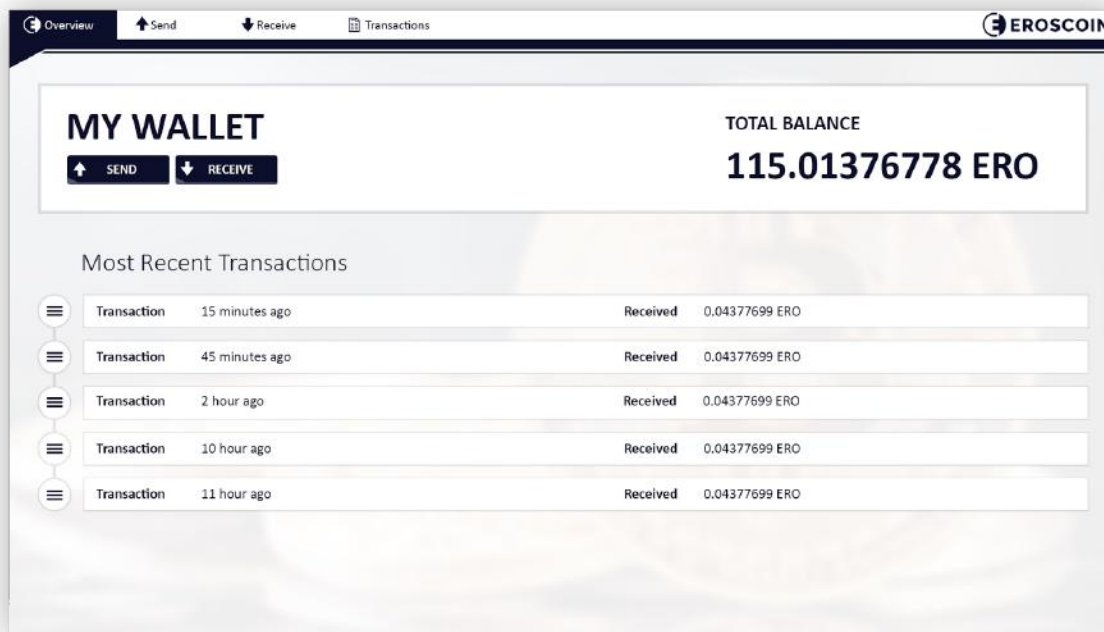 Overview Send Receive Transactions EROSCOIN
MY WALLET
SEND RECEIVE
TOTAL BALANCE
115.01376778 ERO
Most Recent Transactions
Transaction 15 minutes ago Received 0.04377699 ERO
Transaction 45 minutes ago Received 0.04377699 ERO
Transaction 2 hour ago Received 0.04377699 ERO
Transaction 10 hour ago Received 0.04377699 ERO
Transaction 11 hour ago Received 0.04377699 ERO